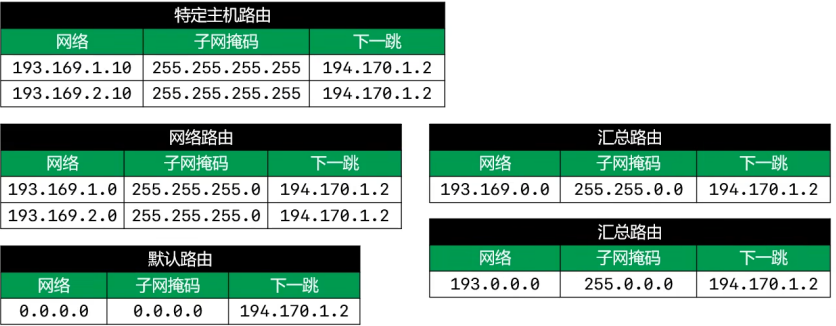 特定主机路由
网络 子网掩码 下一跳
193.169.1.10 255.255.255.255 194.170.1.2
193.169.2.10 255.255.255.255 194.170.1.2
网络路由
网络 子网掩码 下一跳
193.169.1.0 255.255.255.0 194.170.1.2
193.169.2.0 255.255.255.0 194.170.1.2
汇总路由
网络 子网掩码 下一跳
193.169.0.0 255.255.0.0 194.170.1.2
默认路由
网络 子网掩码 下一跳
0.0.0.0 0.0.0.0 194.170.1.2
汇总路由
网络 子网掩码 下一跳
193.0.0.0 255.0.0.0 194.170.1.2